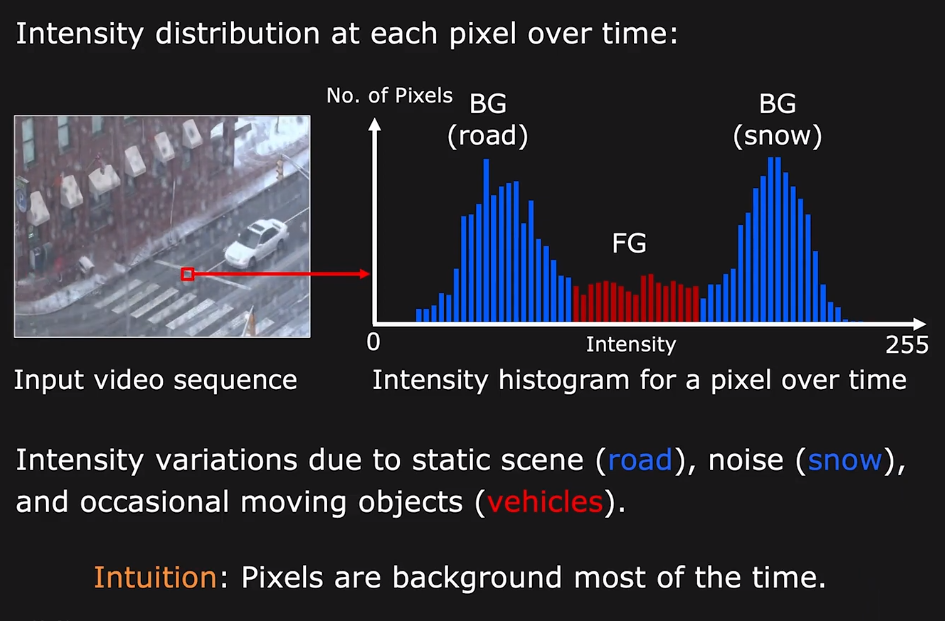 Intensity distribution at each pixel over time:
No. of Pixels
BG
(road)
BG
(snow)
FG
0
Intensity
255
Input video sequence
Intensity histogram for a pixel over time
Intensity variations due to static scene (road), noise (snow),
and occasional moving objects (vehicles).
Intuition: Pixels are background most of the time.